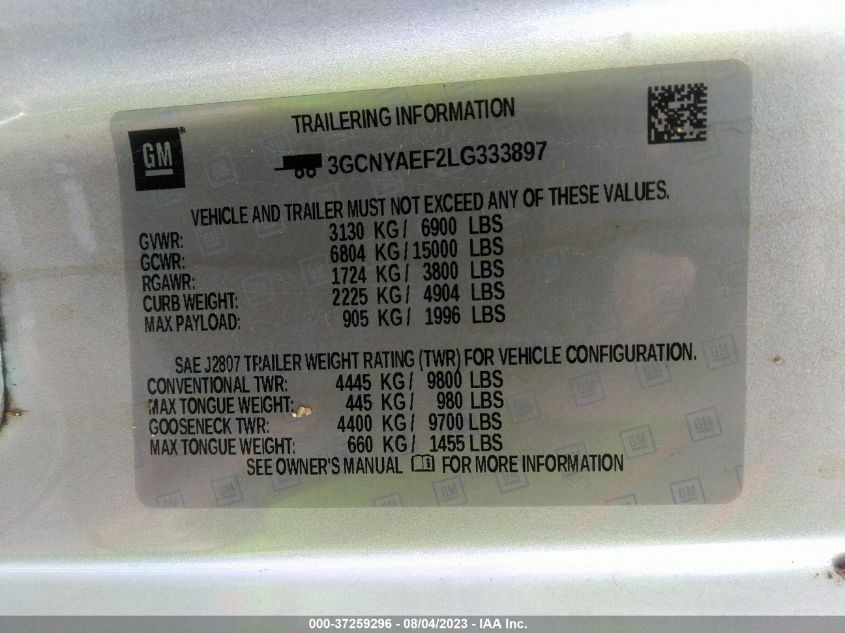 TRAILERING INFORMATION
GM®
3GCNYAEF2LG333897
VEHICLE AND TRAILER MUST NOT EXCEED ANY OF THESE VALUES.
GVWR: 3130 KG/ 6900 LBS
GCWR: 6804 KG/15000 LBS
RGAWR: 1724 KG/ 3800 LBS
CURB WEIGHT: 2225 KG/ 4904 LBS
MAX PAYLOAD: 905 KG/ 1996 LBS
SAE J2807 TRAILER WEIGHT RATING (TWR) FOR VEHICLE CONFIGURATION.
CONVENTIONAL TWR: 4445 KG/ 9800 LBS
MAX TONGUE WEIGHT: 445 KG/ 980 LBS
GOOSENECK TWR: 4400 KG/ 9700 LBS
MAX TONGUE WEIGHT: 660 KG/ 1455 LBS
SEE OWNER'S MANUAL FOR MORE INFORMATION
000-37259296 - 08/04/2023 - IAA Inc.